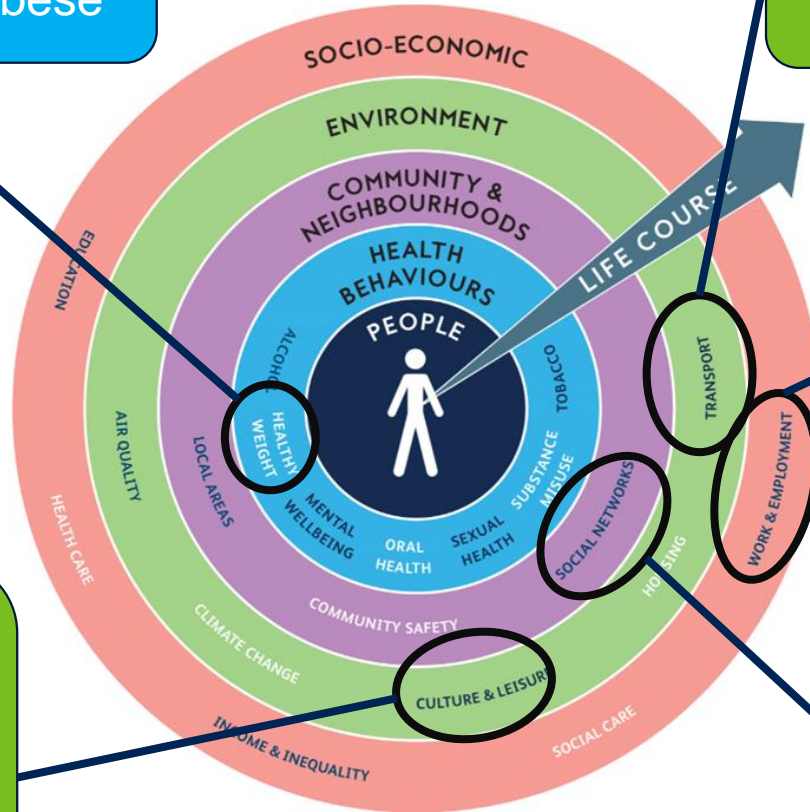 bese
SOCIO-ECONOMIC
ENVIRONMENT
COMMUNITY &
NEIGHBOURHOODS
HEALTH
BEHAVIOURS
PEOPLE
LIFE COURSE
EDUCATION
ALCOHOL
TOBACCO
TRANSPORT
AIR QUALITY
LOCAL AREAS
HEALTHY
WEIGHT
SUBSTANCE
MISUSE
SOCIAL NETWORKS
WORK & EMPLOYMENT
HEALTH CARE
MENTAL
WELLBEING
ORAL
HEALTH
SEXUAL
HEALTH
HOUSING
COMMUNITY SAFETY
CLIMATE CHANGE
CULTURE & LEISURE
INCOME & INEQUALITY
SOCIAL CARE